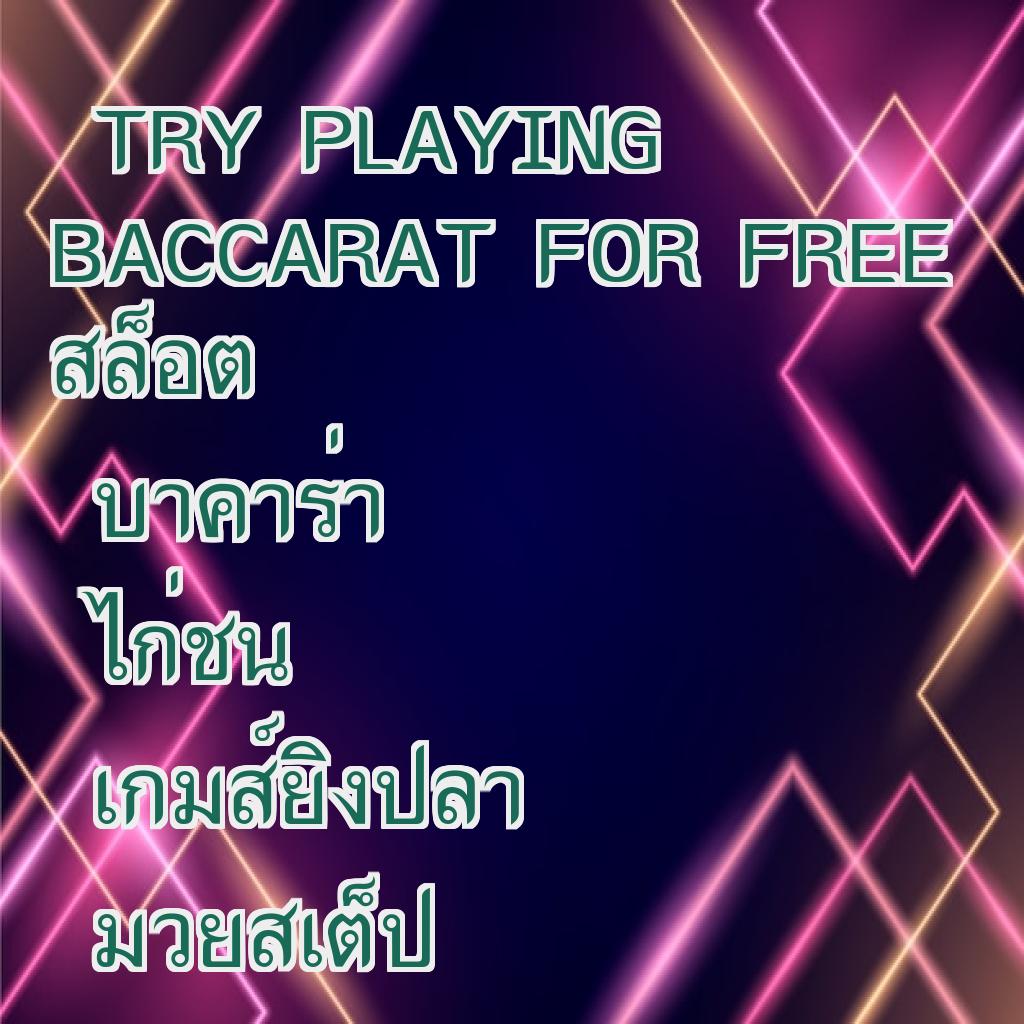 TRY PLAYING
BACCARAT FOR FREE
สล็อต
บาคาร่า
ไก่ชน
เกมส์ยิงปลา
มวยสเต็ป